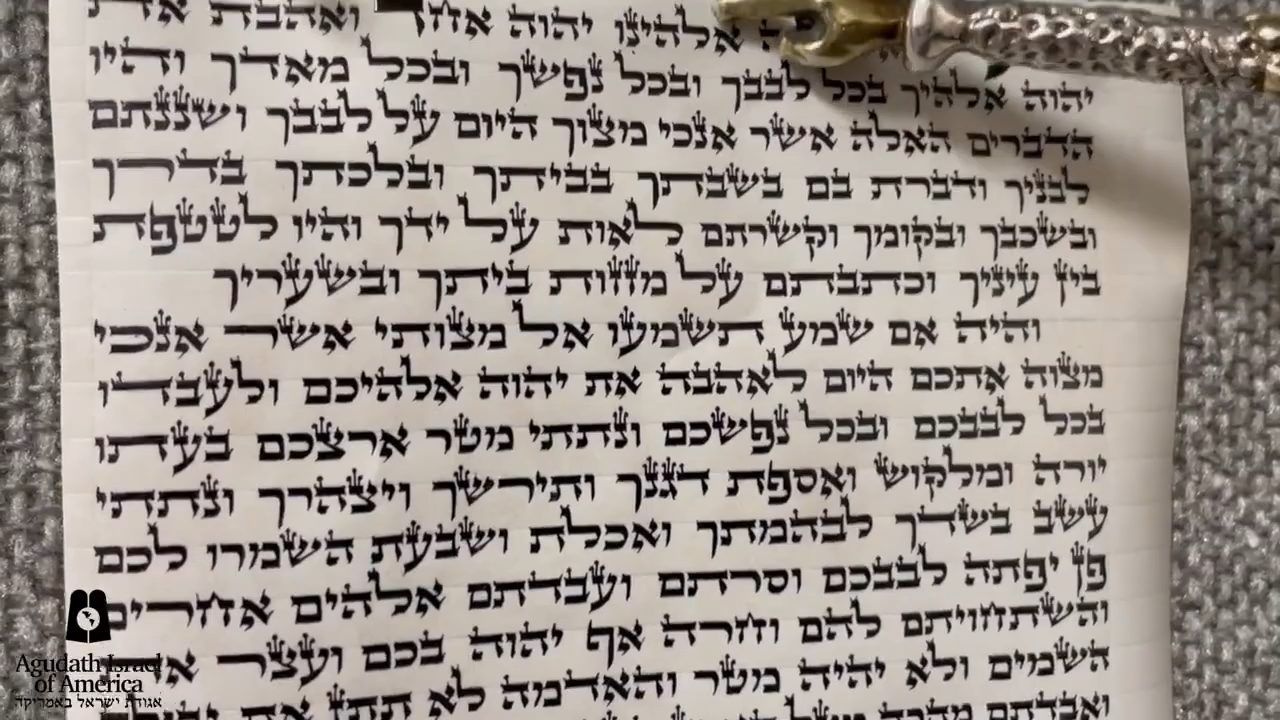 אלהינו יהוה אחד ואהבת את
יהוה אלהיך בכל לבבך ובכל נפשך ובכל מאדך והיו
הדברים האלה אשר אנכי מצוך היום על לבבך ושננתם
לבניך ודברת בם בשבתך בביתך ובלכתך בדרך
ובשכבך ובקומך וקשרתם לאות על ידך והיו לטטפת
בין עיניך וכתבתם על מזזות ביתך ובשעריך
והיה אם שמע תשמעו אל מצותי אשר אנכי
מצוה אתכם היום לאהבה את יהוה אלהיכם ולעבדו
בכל לבבכם ובכל נפשכם ונתתי מטר ארצכם בעתו
יורה ומלקוש ואספת דגנך ותירשך ויצהרך ונתתי
עשב בשדך לבהמתך ואכלת ושבעת השמרו לכם
פן יפתה לבבכם וסרתם ועבדתם אלהים אחרים
והשתחויתם להם וחרה אף יהוה בכם ועצר
השמים ולא יהיה מטר והאדמה לא תתן את
ואבדתם מהרה
Agudath Israel
of America
אגודת ישראל באמריקה